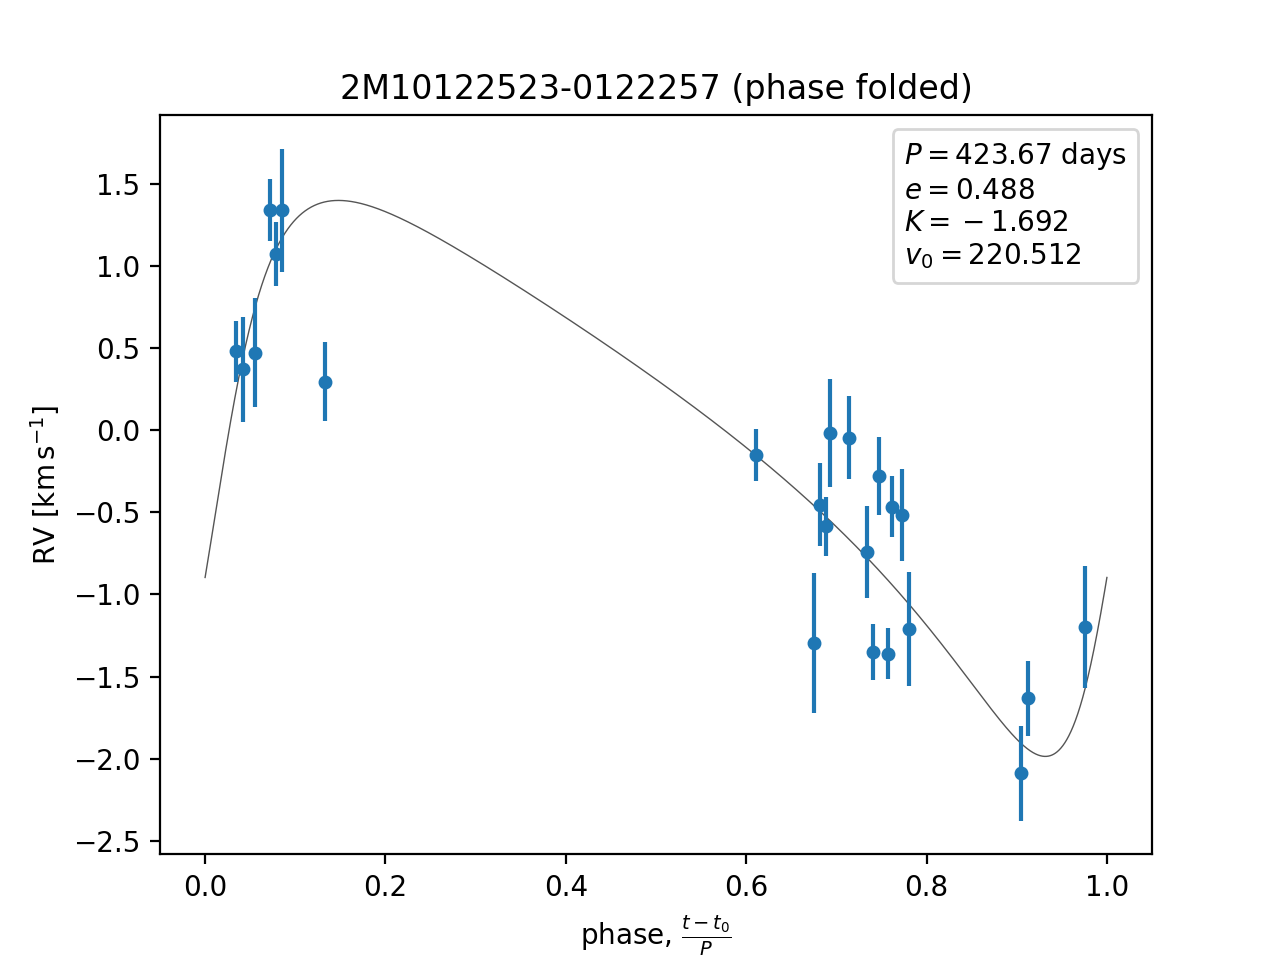 2M10122523-0122257 (phase folded)
P = 423.67 days
e = 0.488
K = − 1.692
v₀ = 220.512
RV [km s⁻¹]
1.5
1.0
0.5
0.0
−0.5
−1.0
−1.5
−2.0
−2.5
0.0 0.2 0.4 0.6 0.8 1.0
phase, (t − t₀)/P